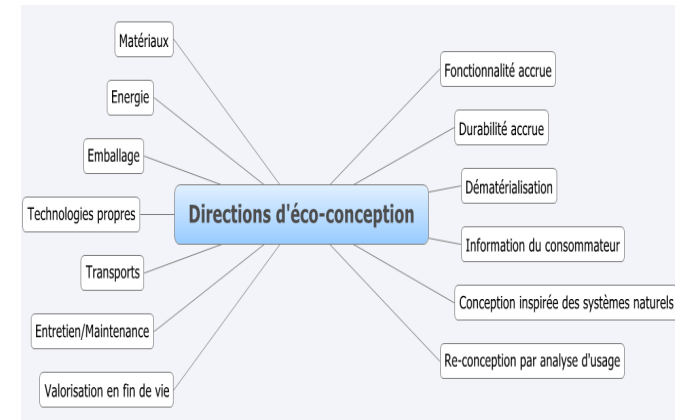 Matériaux
Energie
Emballage
Technologies propres
Transports
Entretien/Maintenance
Valorisation en fin de vie
Directions d'éco-conception
Fonctionnalité accrue
Durabilité accrue
Dématérialisation
Information du consommateur
Conception inspirée des systèmes naturels
Re-conception par analyse d'usage